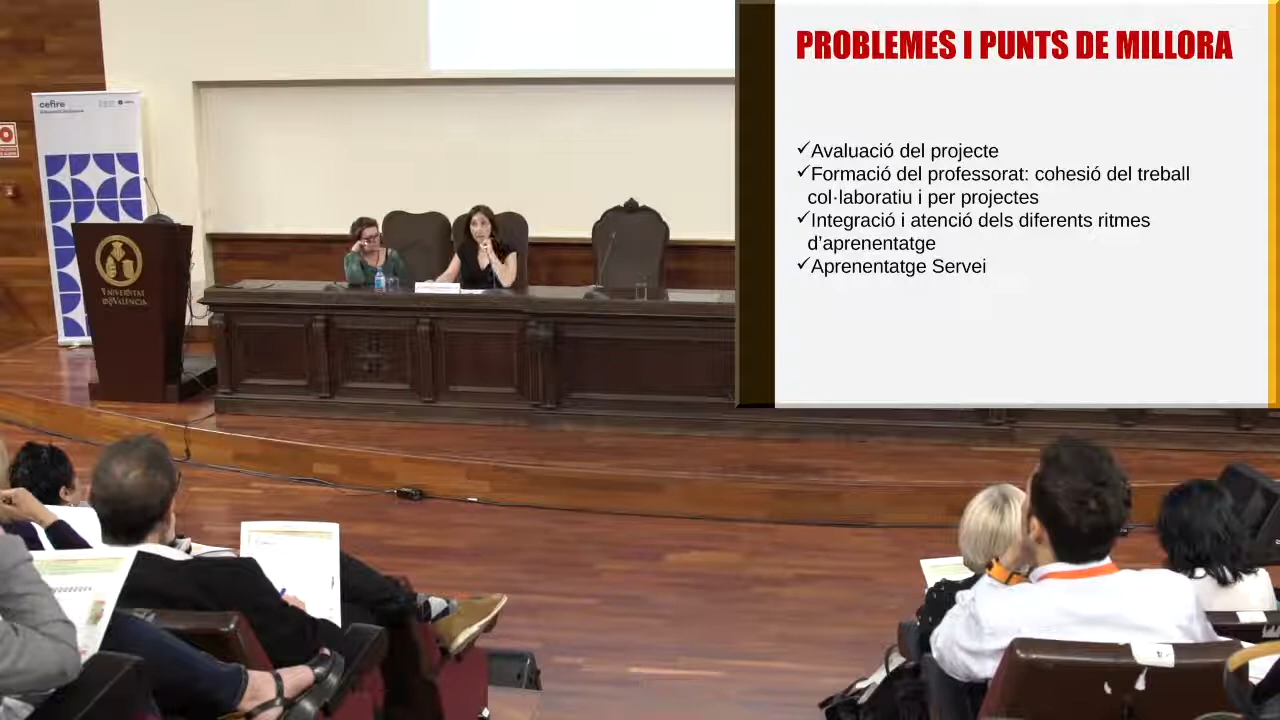 PROBLEMES I PUNTS DE MILLORA
✓Avaluació del projecte
✓Formació del professorat: cohesió del treball
col·laboratiu i per projectes
✓Integració i atenció dels diferents ritmes
d'aprenentatge
✓Aprenentatge Servei
cefire
VNIVERSITAT
DE VALÈNCIA